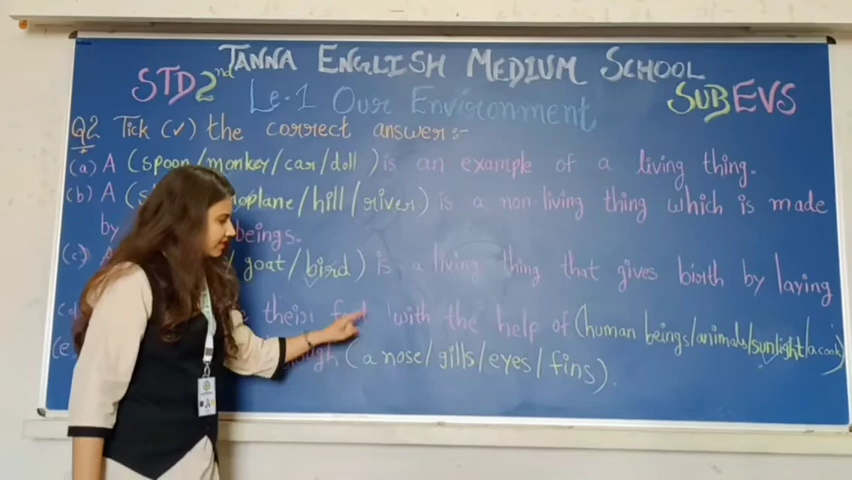 TANNA ENGLISH MEDIUM SCHOOL
STD 2nd
SUB EVS
Le.1 Our Environment
Q2 Tick (✓) the correct answer:-
(a) A (spoon/monkey/car/doll) is an example of a living thing.
(b) A /hill/river) is a non-living thing which is made
by beings.
(c) / goat/bird) is a living thing that gives birth by laying
their with the help of (human beings/animals/sunlight/a cook)
(e (a nose/gills/eyes/fins).